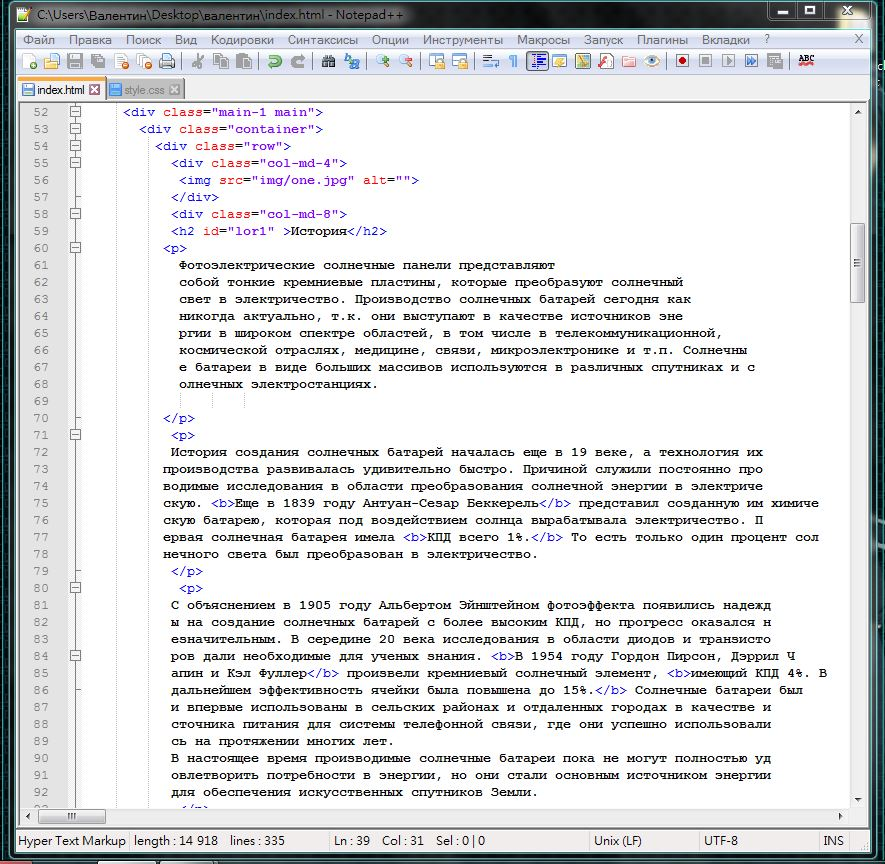 C:\Users\Валентин\Desktop\валентин\index.html - Notepad++
Файл Правка Поиск Вид Кодировки Синтаксисы Опции Инструменты Макросы Запуск Плагины Вкладки ? X
ABC
index.html style.css
52 <div class="main-1 main">
53 <div class="container">
54 <div class="row">
55 <div class="col-md-4">
56 <img src="img/one.jpg" alt="">
57 </div>
58 <div class="col-md-8">
59 <h2 id="lor1" >История</h2>
60 <p>
61 Фотоэлектрические солнечные панели представляют
62 собой тонкие кремниевые пластины, которые преобразуют солнечный
63 свет в электричество. Производство солнечных батарей сегодня как
64 никогда актуально, т.к. они выступают в качестве источников эне
65 ргии в широком спектре областей, в том числе в телекоммуникационной,
66 космической отраслях, медицине, связи, микроэлектронике и т.п. Солнечны
67 е батареи в виде больших массивов используются в различных спутниках и с
68 олнечных электростанциях.
69
70 </p>
71 <p>
72 История создания солнечных батарей началась еще в 19 веке, а технология их
73 производства развивалась удивительно быстро. Причиной служили постоянно про
74 водимые исследования в области преобразования солнечной энергии в электриче
75 скую. <b>Еще в 1839 году Антуан-Сезар Беккерель</b> представил созданную им химиче
76 скую батарею, которая под воздействием солнца вырабатывала электричество. П
77 ервая солнечная батарея имела <b>КПД всего 1%.</b> То есть только один процент сол
78 нечного света был преобразован в электричество.
79 </p>
80 <p>
81 С объяснением в 1905 году Альбертом Эйнштейном фотоэффекта появились надежд
82 ы на создание солнечных батарей с более высоким КПД, но прогресс оказался н
83 езначительным. В середине 20 века исследования в области диодов и транзисто
84 ров дали необходимые для ученых знания. <b>В 1954 году Гордон Пирсон, Дэррил Ч
85 апин и Кэл Фуллер</b> произвели кремниевый солнечный элемент, <b>имеющий КПД 4%. В
86 дальнейшем эффективность ячейки была повышена до 15%.</b> Солнечные батареи был
87 и впервые использованы в сельских районах и отдаленных городах в качестве и
88 сточника питания для системы телефонной связи, где они успешно использовали
89 сь на протяжении многих лет.
90 В настоящее время производимые солнечные батареи пока не могут полностью уд
91 овлетворить потребности в энергии, но они стали основным источником энергии
92 для обеспечения искусственных спутников Земли.
Hyper Text Markup length : 14 918 lines : 335 Ln : 39 Col : 31 Sel : 0 | 0 Unix (LF) UTF-8 INS